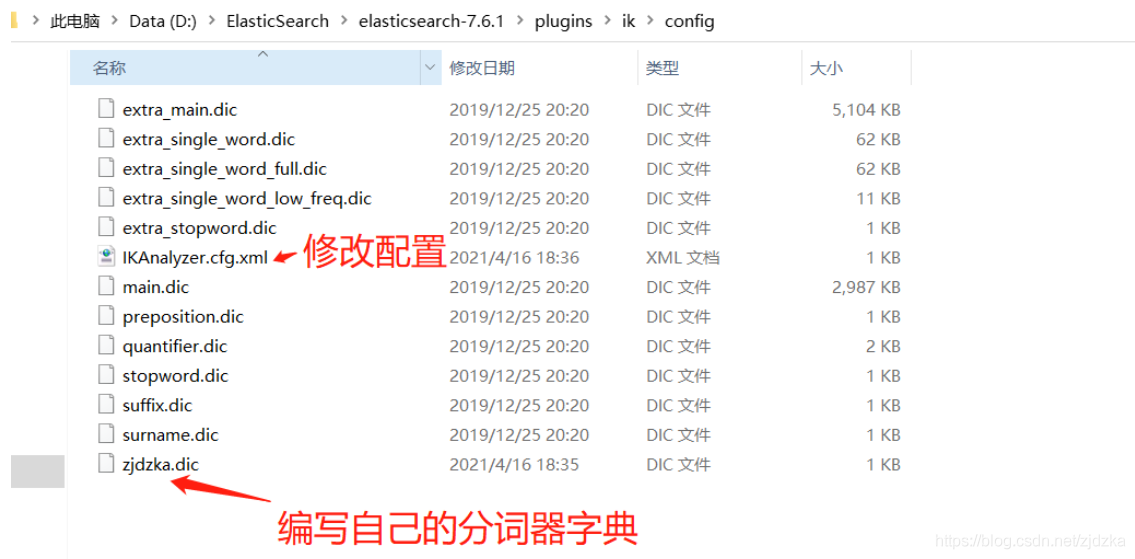 此电脑 > Data (D:) > ElasticSearch > elasticsearch-7.6.1 > plugins > ik > config
名称 修改日期 类型 大小
extra_main.dic 2019/12/25 20:20 DIC 文件 5,104 KB
extra_single_word.dic 2019/12/25 20:20 DIC 文件 62 KB
extra_single_word_full.dic 2019/12/25 20:20 DIC 文件 62 KB
extra_single_word_low_freq.dic 2019/12/25 20:20 DIC 文件 11 KB
extra_stopword.dic 2019/12/25 20:20 DIC 文件 1 KB
IKAnalyzer.cfg.xml 修改配置 2021/4/16 18:36 XML 文档 1 KB
main.dic 2019/12/25 20:20 DIC 文件 2,987 KB
preposition.dic 2019/12/25 20:20 DIC 文件 1 KB
quantifier.dic 2019/12/25 20:20 DIC 文件 2 KB
stopword.dic 2019/12/25 20:20 DIC 文件 1 KB
suffix.dic 2019/12/25 20:20 DIC 文件 1 KB
surname.dic 2019/12/25 20:20 DIC 文件 1 KB
zjdzka.dic 2021/4/16 18:35 DIC 文件 1 KB
编写自己的分词器字典
https://blog.csdn.net/zjdzka